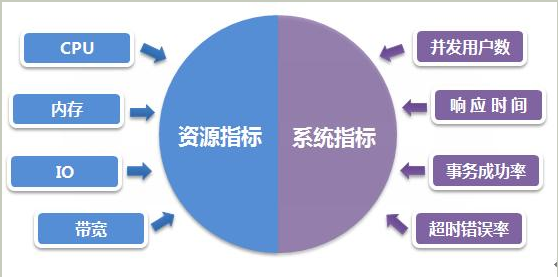 CPU
内存
IO
带宽
资源指标
系统指标
并发用户数
响应时间
事务成功率
超时错误率